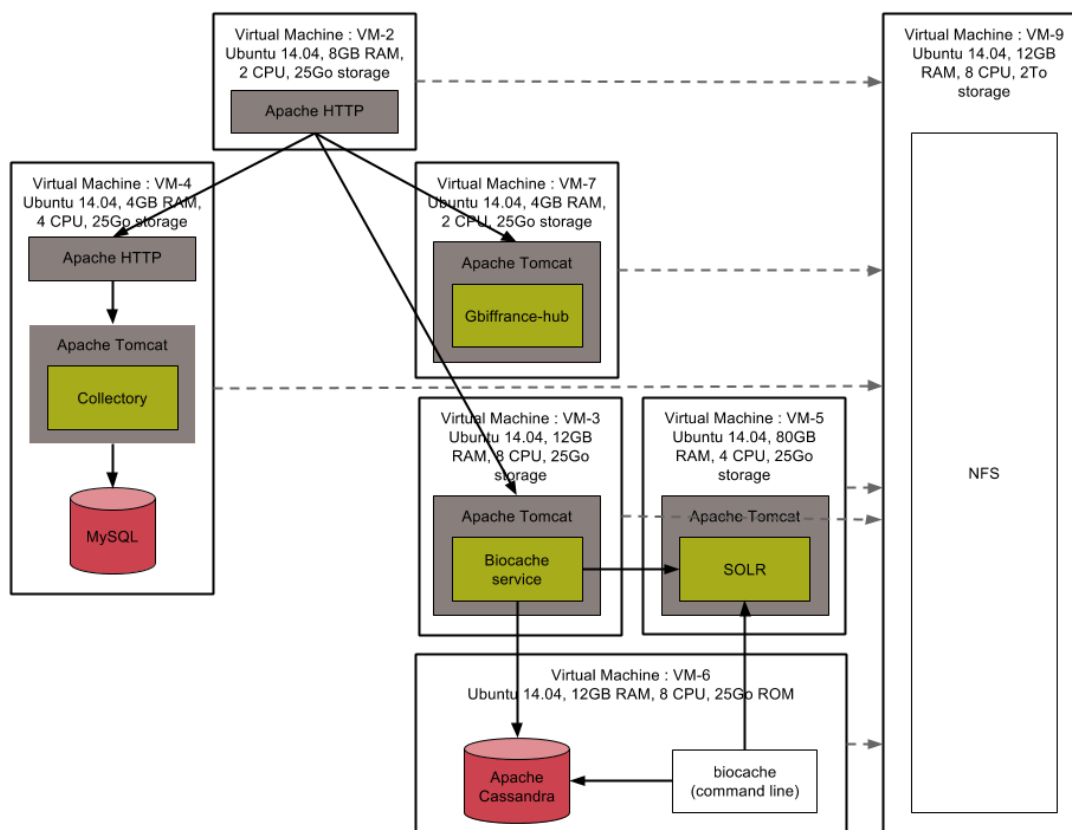 Virtual Machine : VM-2
Ubuntu 14.04, 8GB RAM,
2 CPU, 25Go storage
Apache HTTP
Virtual Machine : VM-9
Ubuntu 14.04, 12GB
RAM, 8 CPU, 2To
storage
NFS
Virtual Machine : VM-4
Ubuntu 14.04, 4GB RAM,
4 CPU, 25Go storage
Apache HTTP
Apache Tomcat
Collectory
MySQL
Virtual Machine : VM-7
Ubuntu 14.04, 4GB RAM,
2 CPU, 25Go storage
Apache Tomcat
Gbiffrance-hub
Virtual Machine : VM-3
Ubuntu 14.04, 12GB
RAM, 8 CPU, 25Go
storage
Apache Tomcat
Biocache
service
Virtual Machine : VM-5
Ubuntu 14.04, 80GB
RAM, 4 CPU, 25Go
storage
Apache Tomcat
SOLR
Virtual Machine : VM-6
Ubuntu 14.04, 12GB RAM, 8 CPU, 25Go ROM
Apache
Cassandra
biocache
(command line)